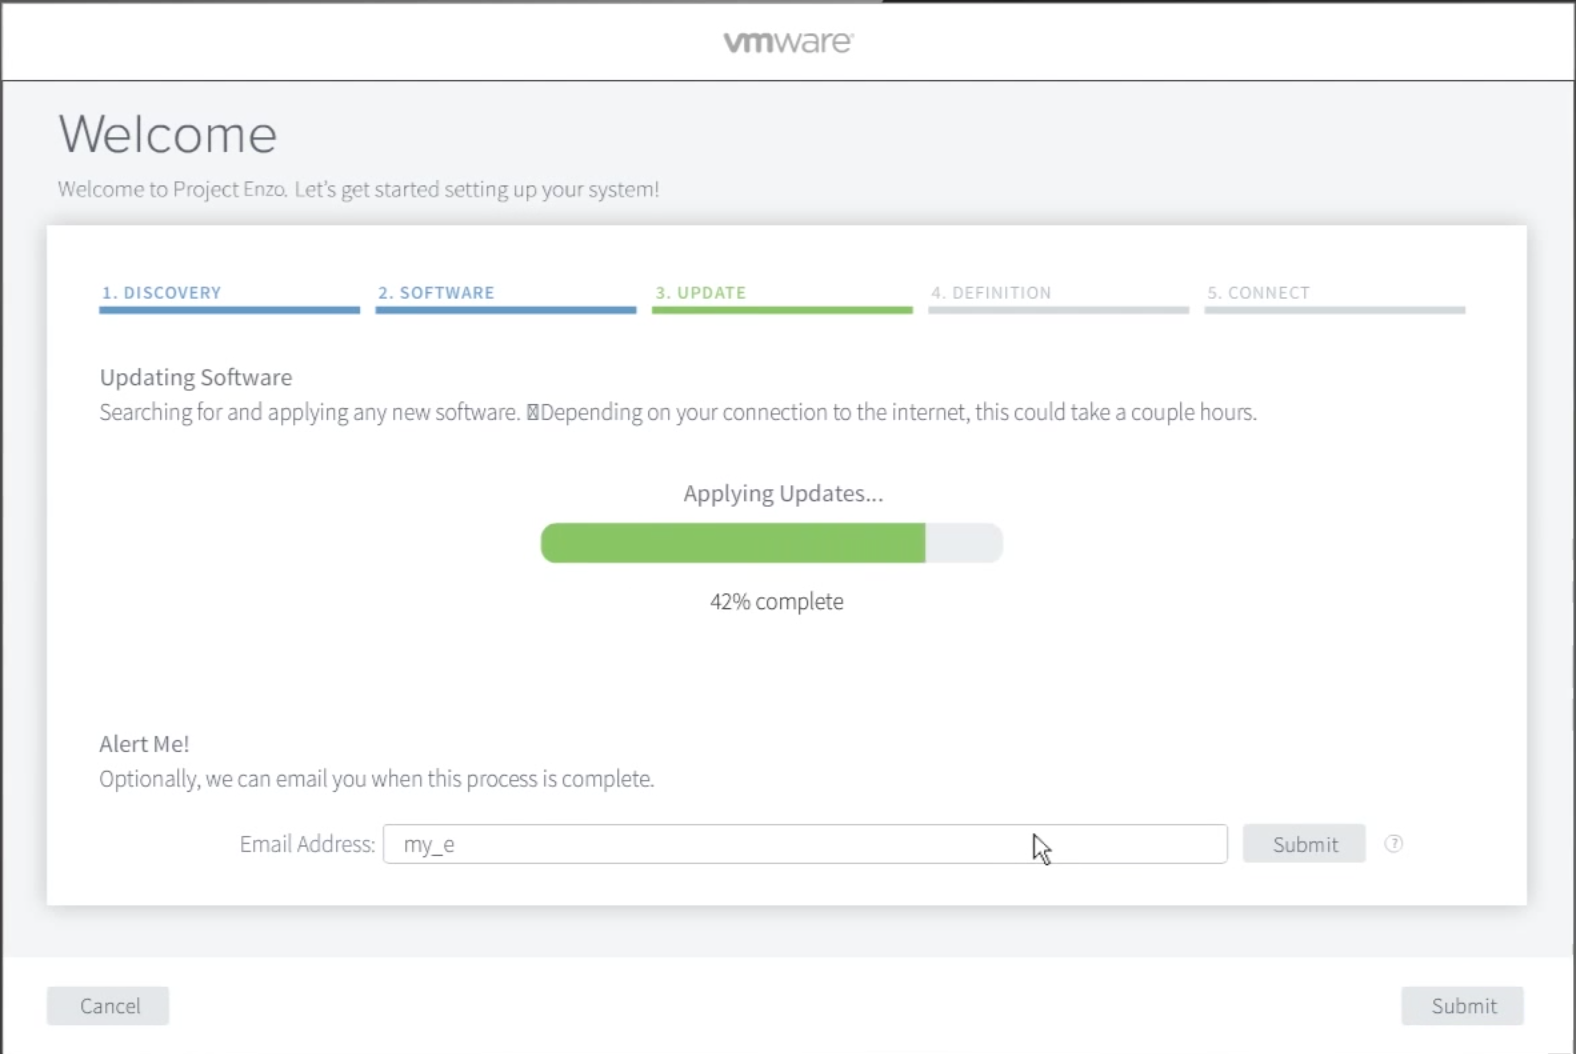 vmware
Welcome
Welcome to Project Enzo. Let's get started setting up your system!
1. DISCOVERY
2. SOFTWARE
3. UPDATE
4. DEFINITION
5. CONNECT
Updating Software
Searching for and applying any new software. Depending on your connection to the internet, this could take a couple hours.
Applying Updates...
42% complete
Alert Me!
Optionally, we can email you when this process is complete.
Email Address: my_e Submit ?
Cancel Submit